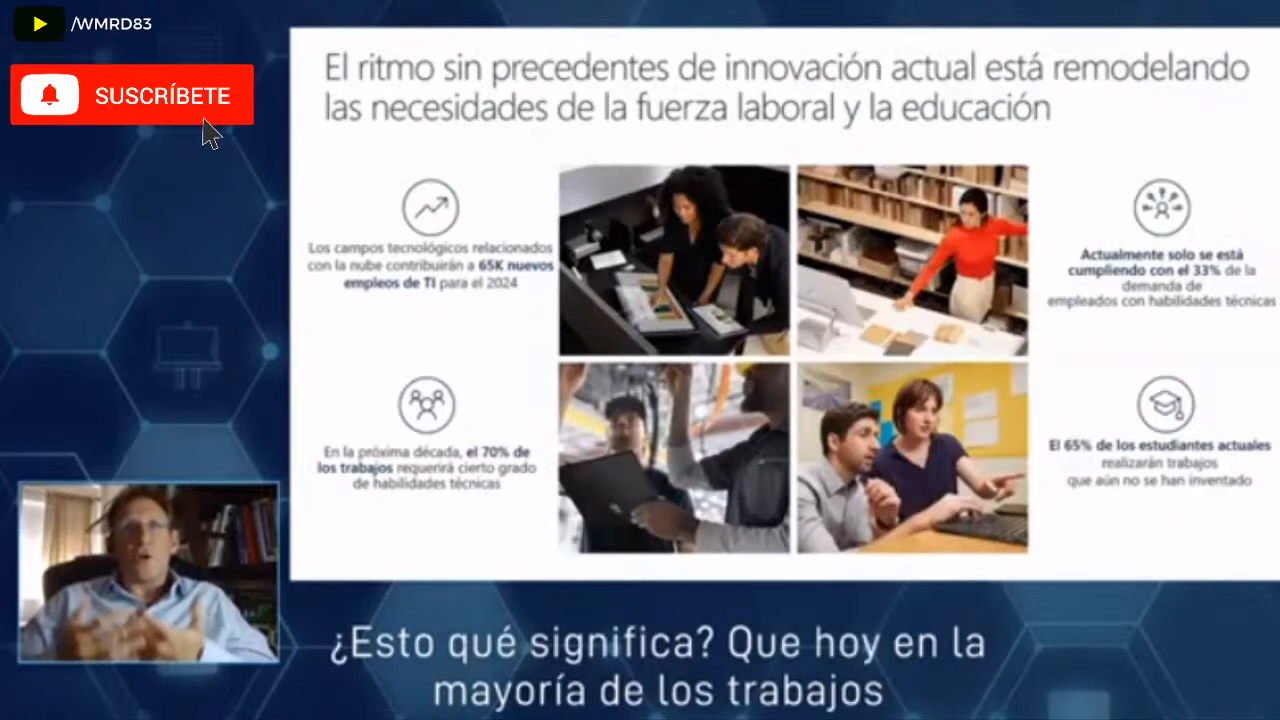 /WMRD83
SUSCRÍBETE
El ritmo sin precedentes de innovación actual está remodelando
las necesidades de la fuerza laboral y la educación
Los campos tecnológicos relacionados
con la nube contribuirán a 65K nuevos
empleos de TI para el 2024
Actualmente solo se está
cumpliendo con el 33% de la
demanda de
empleados con habilidades técnicas
En la próxima década, el 70% de
los trabajos requerirá cierto grado
de habilidades técnicas
El 65% de los estudiantes actuales
realizarán trabajos
que aún no se han inventado
¿Esto qué significa? Que hoy en la
mayoría de los trabajos